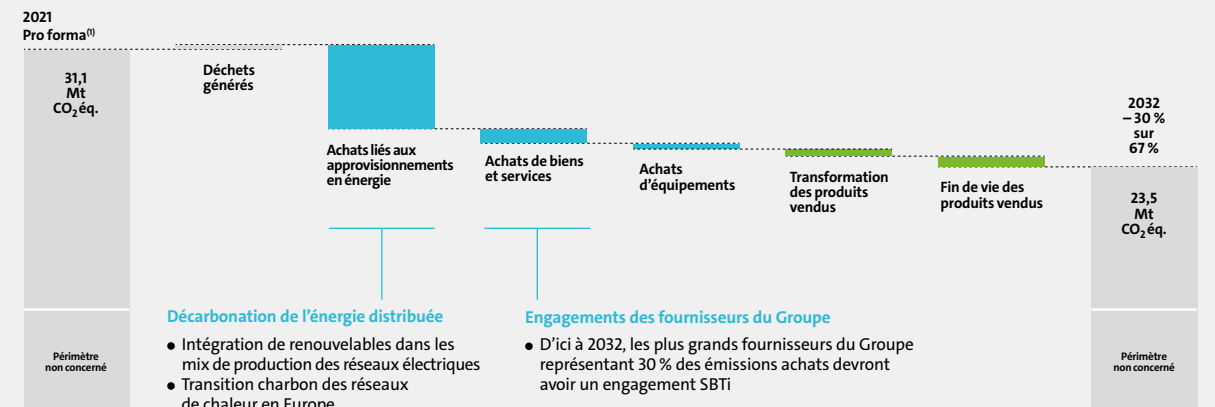 2021
Pro forma(1)
31,1
Mt
CO2 éq.
Déchets
générés
Achats liés aux
approvisionnements
en énergie
Achats de biens
et services
Achats
d’équipements
Transformation
des produits
vendus
Fin de vie des
produits vendus
2032
– 30 %
sur
67 %
23,5
Mt
CO2 éq.
Périmètre
non concerné
Décarbonation de l’énergie distribuée
● Intégration de renouvelables dans les
mix de production des réseaux électriques
● Transition charbon des réseaux
de chaleur en Europe
Engagements des fournisseurs du Groupe
● D’ici à 2032, les plus grands fournisseurs du Groupe
représentant 30 % des émissions achats devront
avoir un engagement SBTi
Périmètre
non concerné